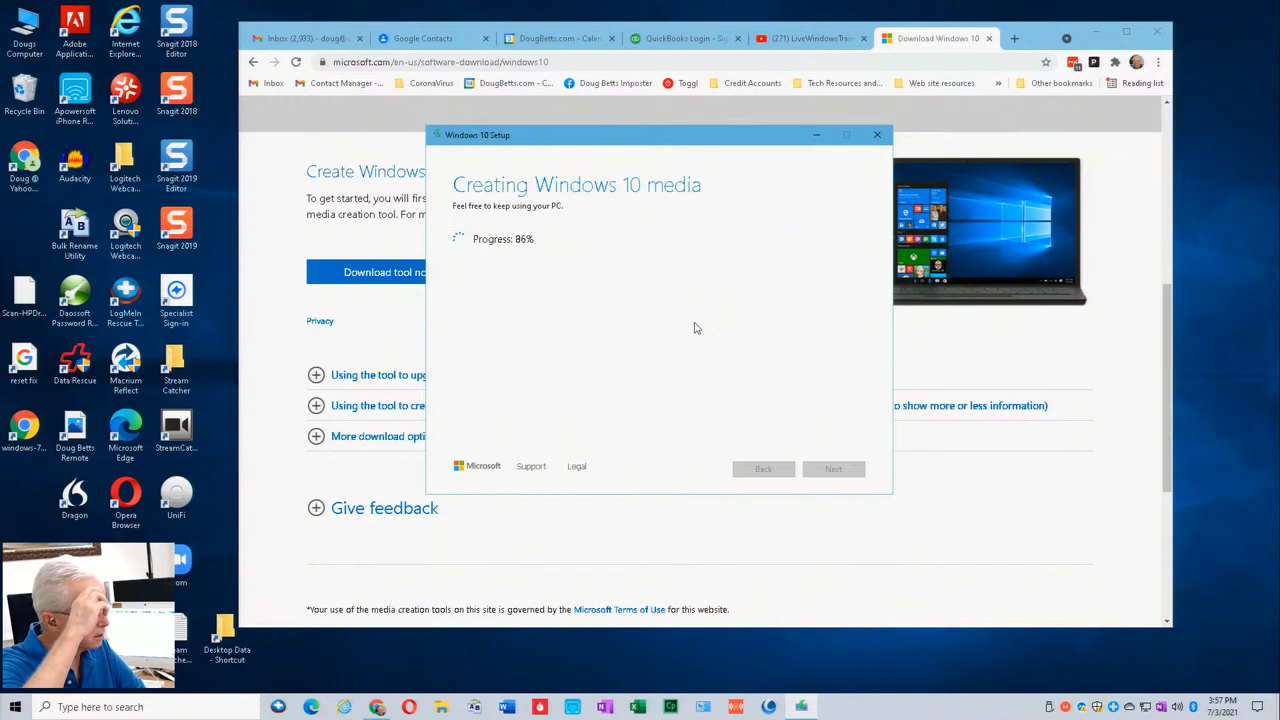 Dougs
Computer
Adobe
Applicati...
Internet
Explore...
Snagit 2018
Editor
Recycle Bin
Apowersoft
iPhone R...
Lenovo
Soluti...
Snagit 2018
Doug @
Yahoo...
Audacity
Logitech
Webca...
Snagit 2019
Editor
Bulk Rename
Utility
Logitech
Webca...
Snagit 2019
Scan-HPDr...
Daossoft
Password R...
LogMeIn
Rescue T...
Specialist
Sign-in
reset fix
Data Rescue
Macrium
Reflect
Stream
Catcher
windows-7...
Doug Betts
Remote
Microsoft
Edge
StreamCat...
Dragon
Opera
Browser
UniFi
Desktop Data
- Shortcut
Inbox (2,933) - doug@
Google Contacts
DougBetts.com - Calen
QuickBooks Login - Si
(271) LiveWindowsTrai
Download Windows 10
microsoft.com/en-us/software-download/windows10
Inbox
Contact Manager -...
CoronaVirus
DougBetts.com - C...
Doug Betts Imposter
Toggl
Credit Accounts
Tech Resources and...
Web site resources
»
Other bookmarks
Reading list
Create Windows
To get started, you will firs
media creation tool. For m
Download tool no
Privacy
Using the tool to upg
Using the tool to cre
to show more or less information)
More download opti
Give feedback
*Your use of the media creation tools on this site is governed by the Microsoft Terms of Use for this website.
Windows 10 Setup
Creating Windows 10 media
Feel free to keep using your PC.
Progress: 86%
Microsoft
Support
Legal
Back
Next
Type here to search
3:57 PM
7/3/2021